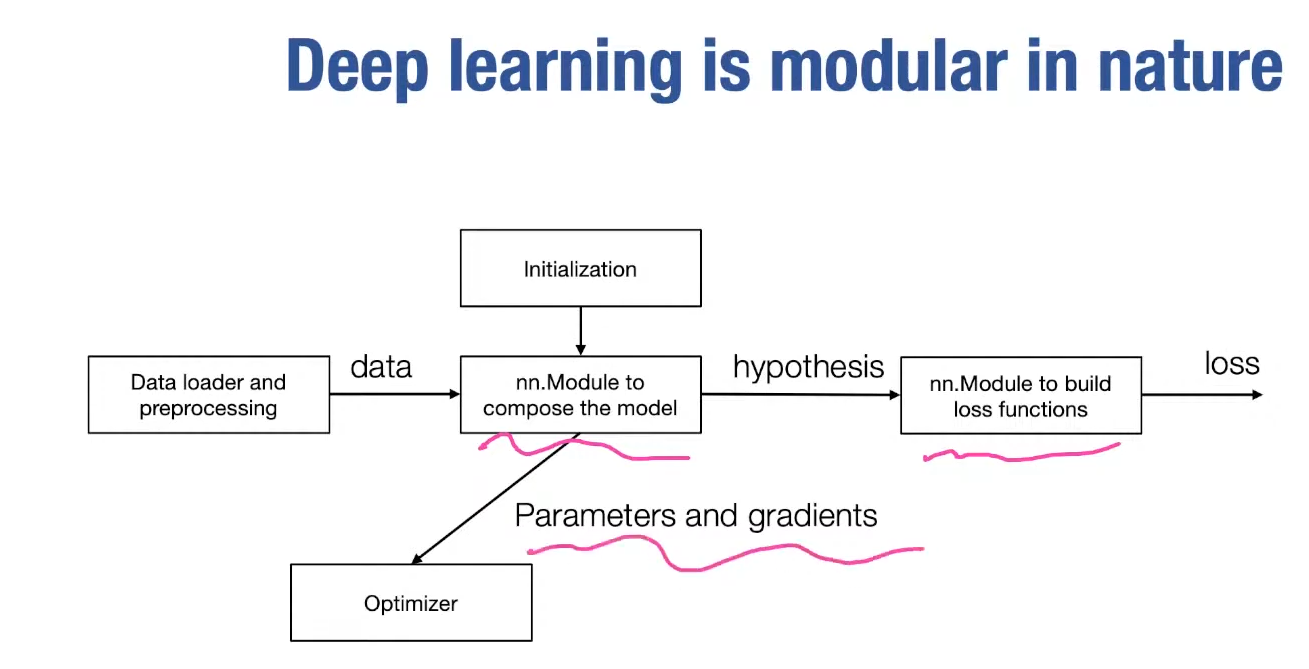 Deep learning is modular in nature
Initialization
Data loader and
preprocessing
data
nn.Module to
compose the model
hypothesis
nn.Module to build
loss functions
loss
Parameters and gradients
Optimizer